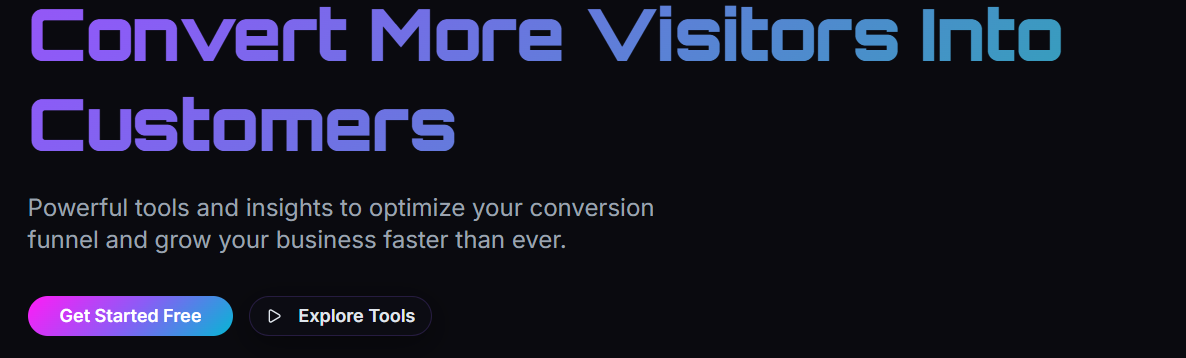 Convert More Visitors Into
Customers
Powerful tools and insights to optimize your conversion
funnel and grow your business faster than ever.
Get Started Free
Explore Tools